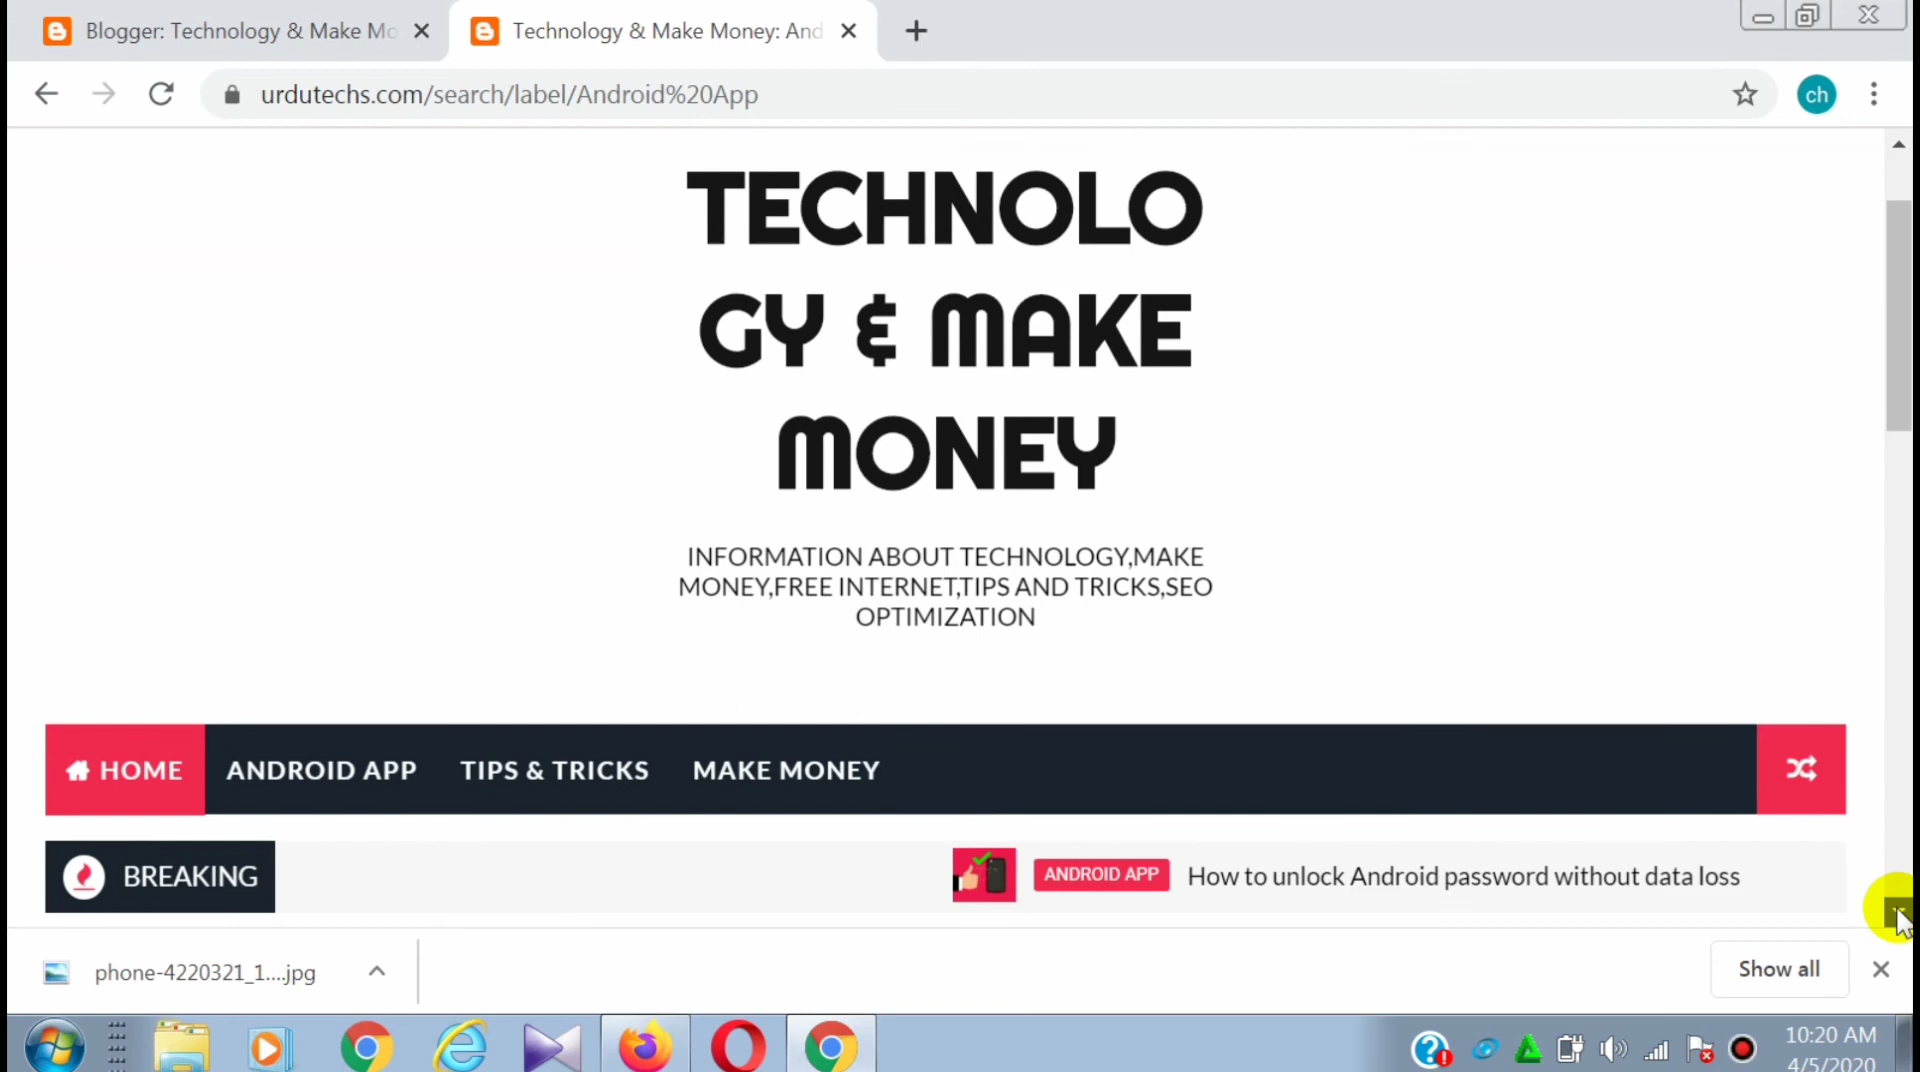 Blogger: Technology & Make Mo
Technology & Make Money: And
urdutechs.com/search/label/Android%20App
ch
TECHNOLO
GY & MAKE
MONEY
INFORMATION ABOUT TECHNOLOGY,MAKE
MONEY,FREE INTERNET,TIPS AND TRICKS,SEO
OPTIMIZATION
HOME ANDROID APP TIPS & TRICKS MAKE MONEY
BREAKING ANDROID APP How to unlock Android password without data loss
phone-4220321_1....jpg
Show all
10:20 AM
4/5/2020